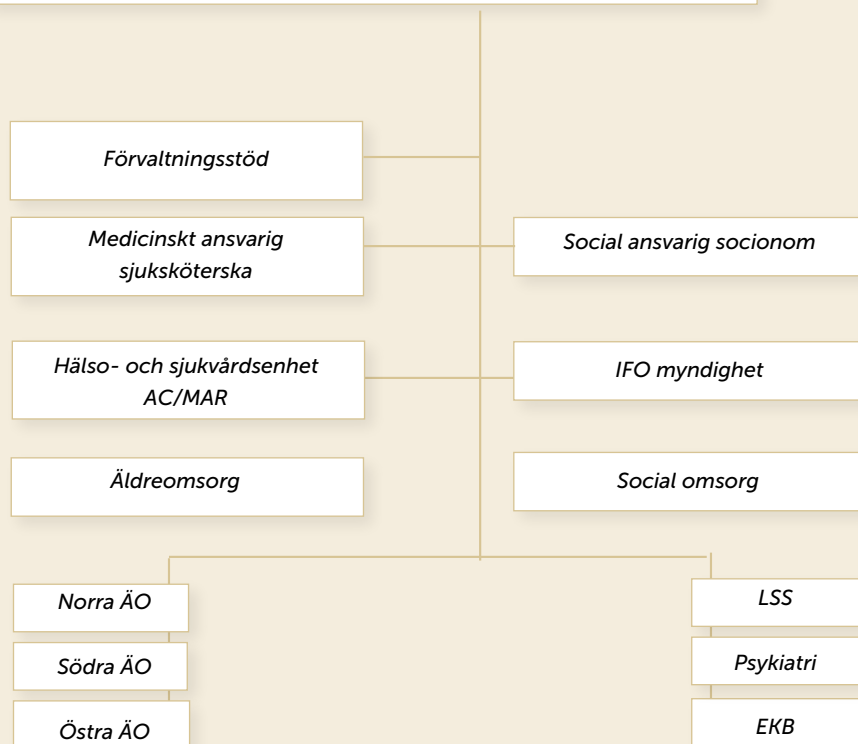 Förvaltningsstöd
Medicinskt ansvarig
sjuksköterska
Social ansvarig socionom
Hälso- och sjukvårdsenhet
AC/MAR
IFO myndighet
Äldreomsorg
Social omsorg
Norra ÄO
LSS
Södra ÄO
Psykiatri
Östra ÄO
EKB